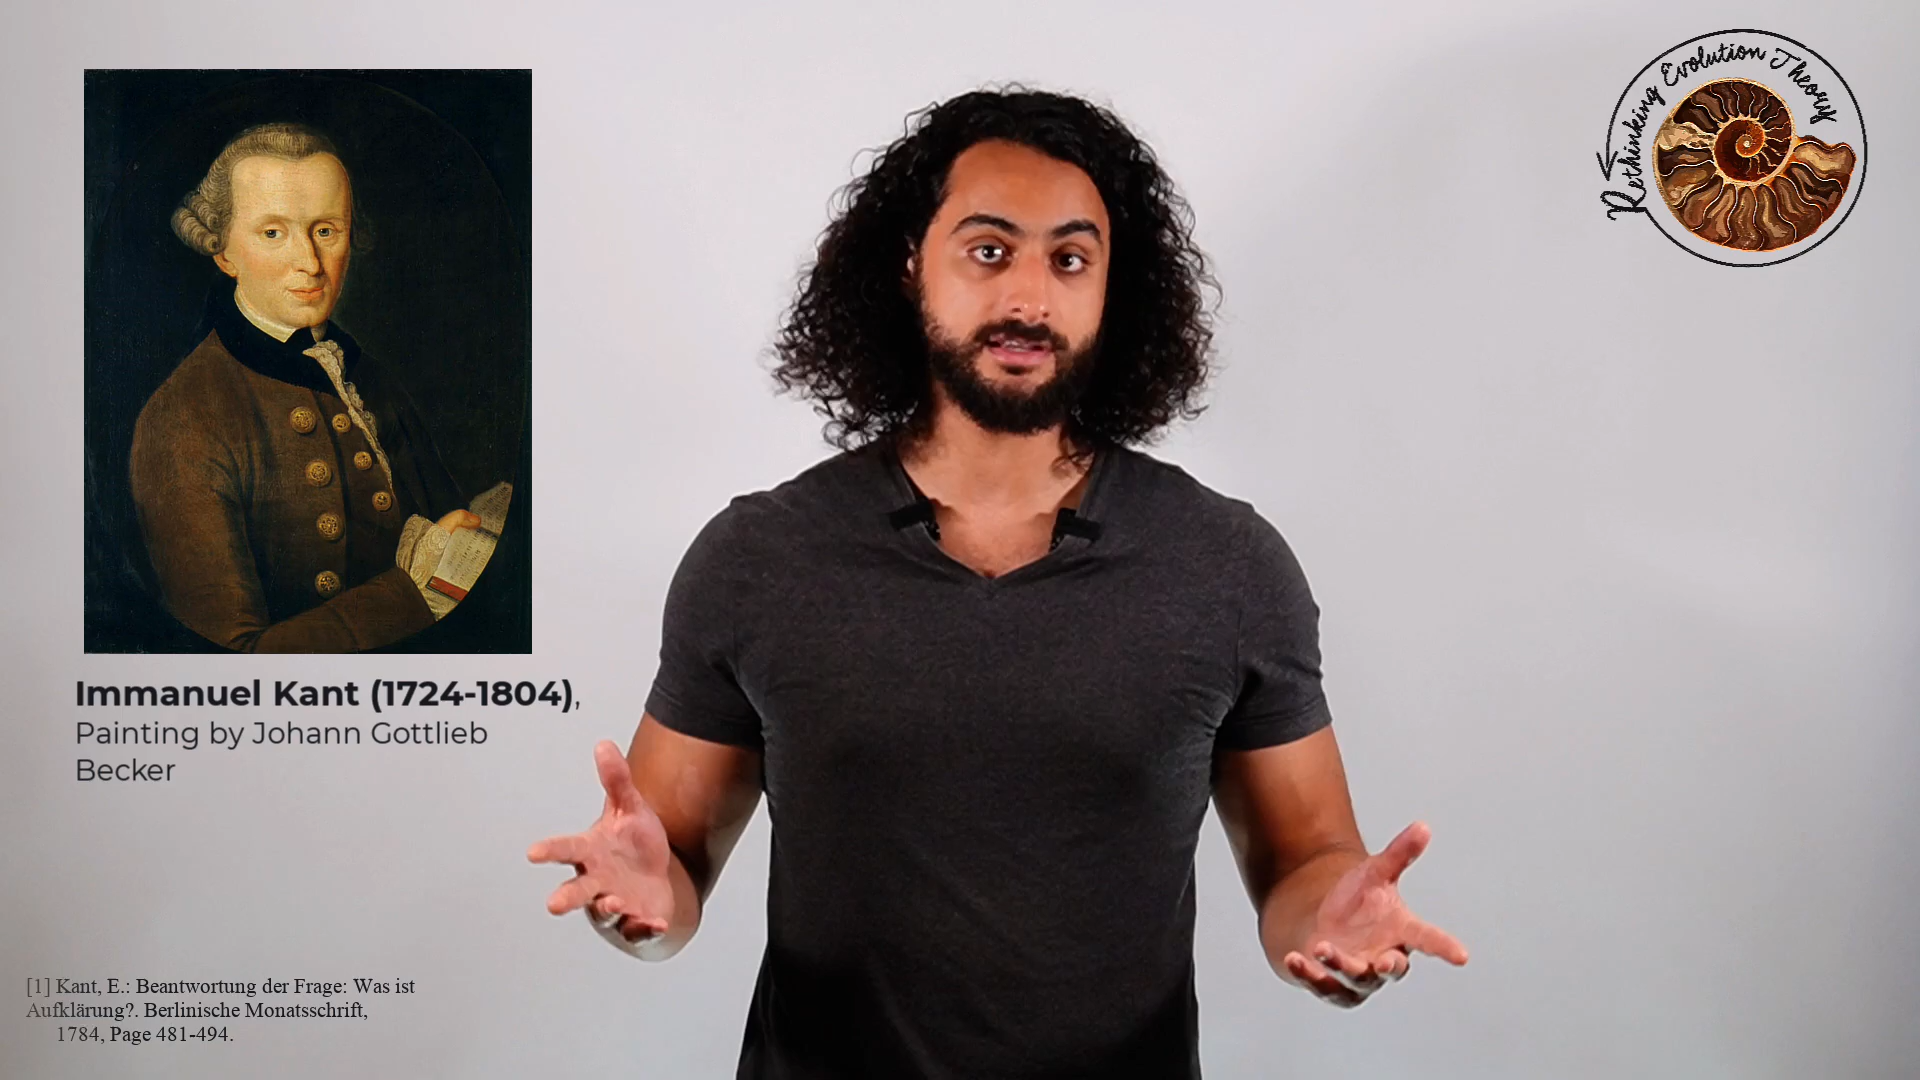 Rethinking Evolution Theory
Immanuel Kant (1724-1804),
Painting by Johann Gottlieb
Becker
[1] Kant, E.: Beantwortung der Frage: Was ist
Aufklärung?. Berlinische Monatsschrift,
1784, Page 481-494.